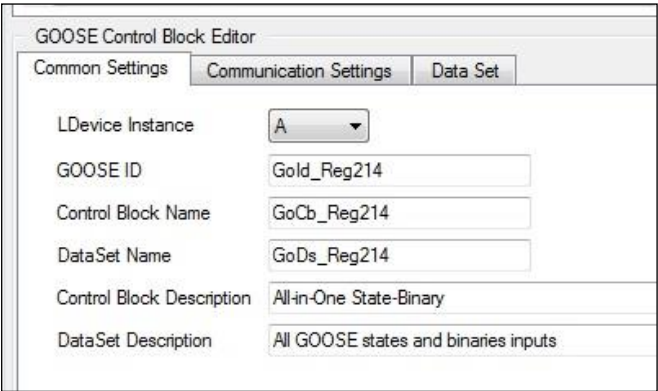 GOOSE Control Block Editor
Common Settings Communication Settings Data Set
LDevice Instance A
GOOSE ID GoId_Reg214
Control Block Name GoCb_Reg214
DataSet Name GoDs_Reg214
Control Block Description All-in-One State-Binary
DataSet Description All GOOSE states and binaries inputs